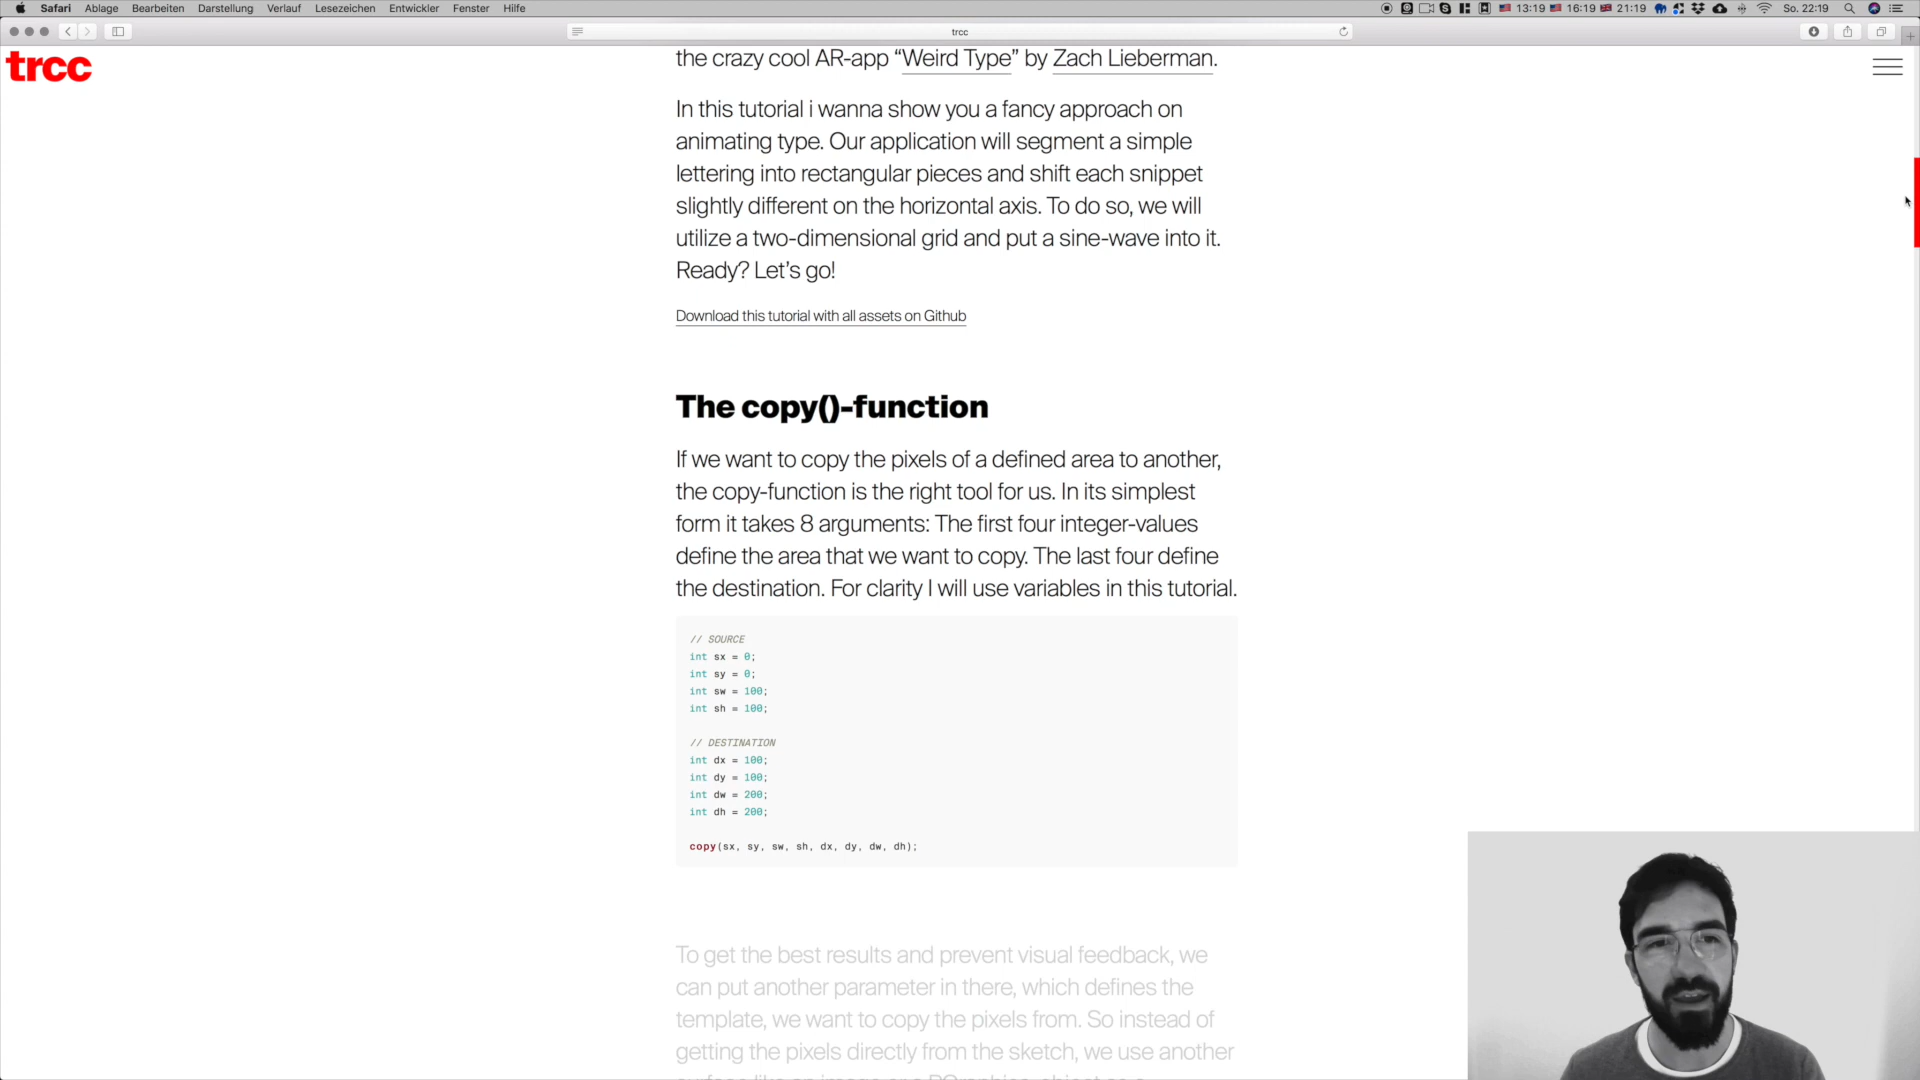 Safari Ablage Bearbeiten Darstellung Verlauf Lesezeichen Entwickler Fenster Hilfe 13:19 16:19 21:19 So. 22:19
trcc
trcc
the crazy cool AR-app “Weird Type” by Zach Lieberman.
In this tutorial i wanna show you a fancy approach on
animating type. Our application will segment a simple
lettering into rectangular pieces and shift each snippet
slightly different on the horizontal axis. To do so, we will
utilize a two-dimensional grid and put a sine-wave into it.
Ready? Let’s go!
Download this tutorial with all assets on Github
The copy()-function
If we want to copy the pixels of a defined area to another,
the copy-function is the right tool for us. In its simplest
form it takes 8 arguments: The first four integer-values
define the area that we want to copy. The last four define
the destination. For clarity I will use variables in this tutorial.
// SOURCE
int sx = 0;
int sy = 0;
int sw = 100;
int sh = 100;
// DESTINATION
int dx = 100;
int dy = 100;
int dw = 200;
int dh = 200;
copy(sx, sy, sw, sh, dx, dy, dw, dh);
To get the best results and prevent visual feedback, we
can put another parameter in there, which defines the
template, we want to copy the pixels from. So instead of
getting the pixels directly from the sketch, we use another